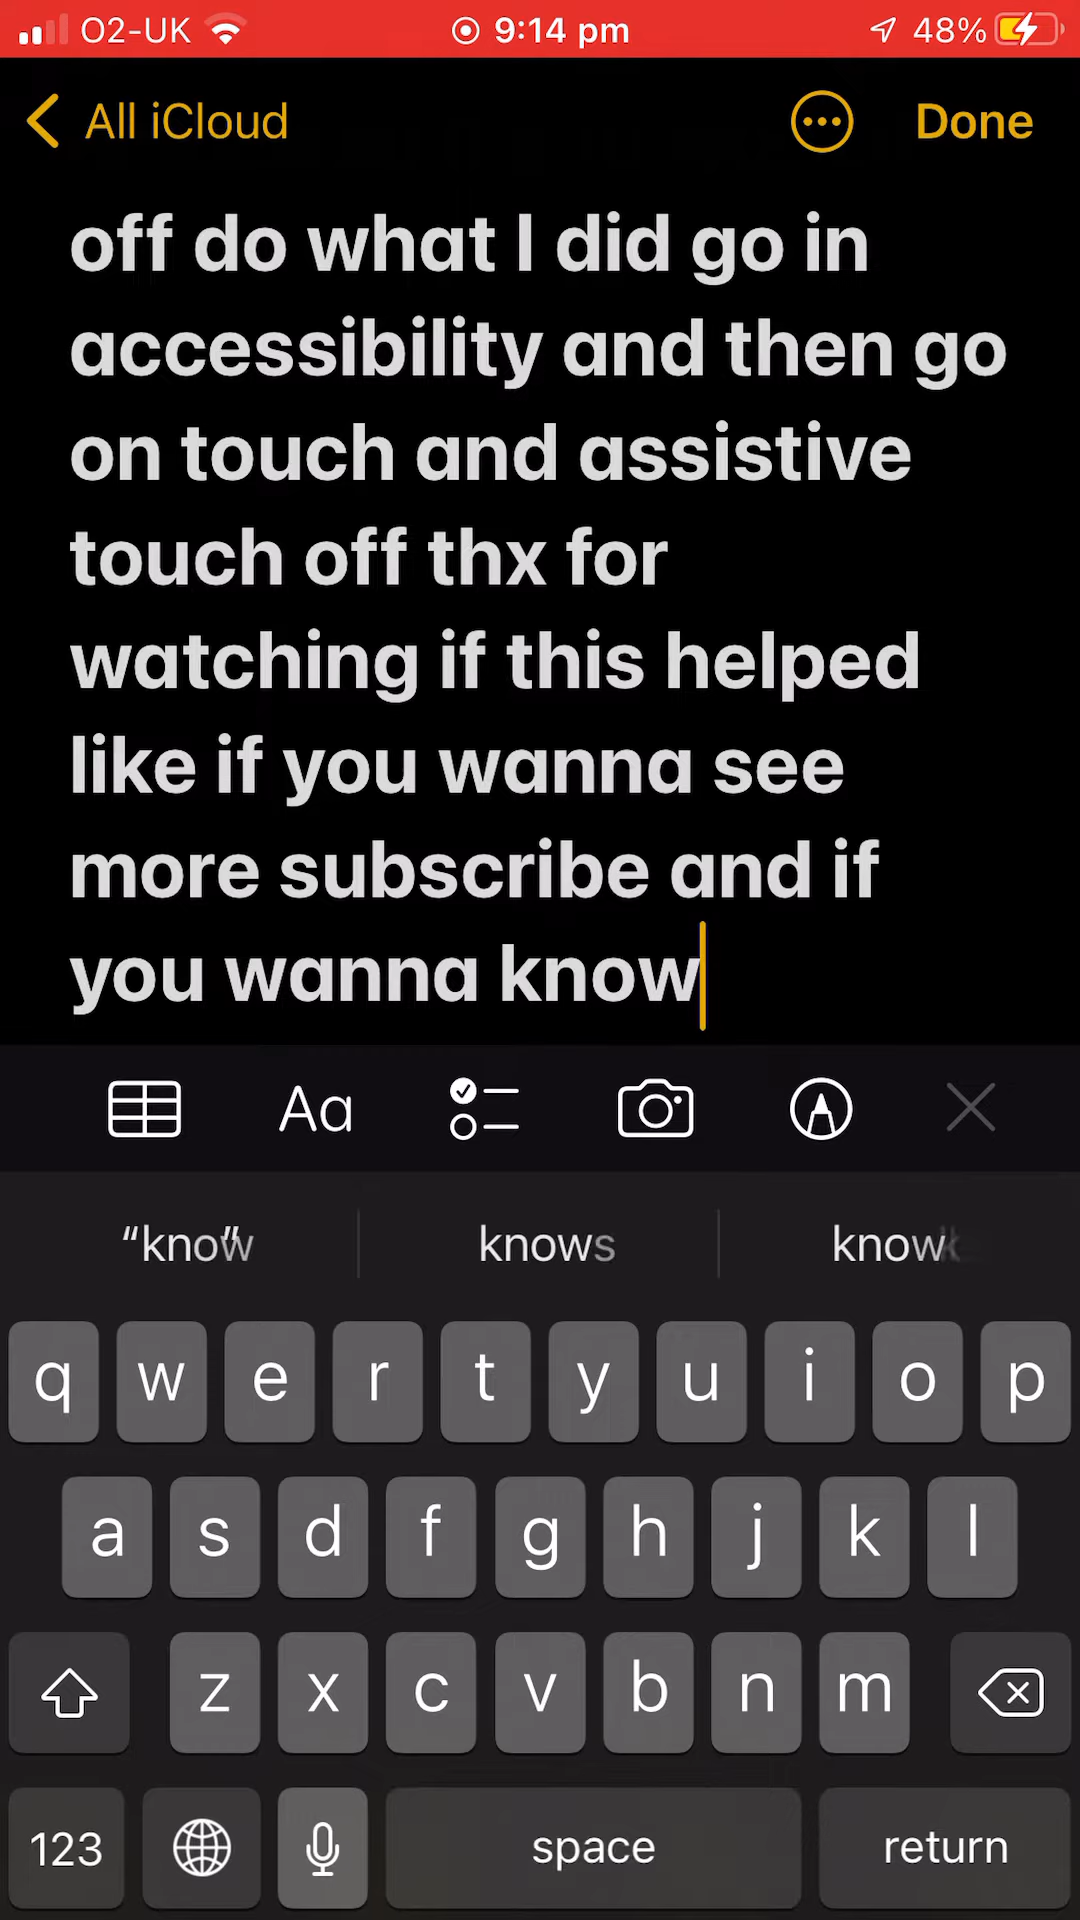 O2-UK 9:14 pm 48%
All iCloud Done
off do what I did go in
accessibility and then go
on touch and assistive
touch off thx for
watching if this helped
like if you wanna see
more subscribe and if
you wanna know
Aa
“know” knows know
q w e r t y u i o p
a s d f g h j k l
z x c v b n m
123 space return